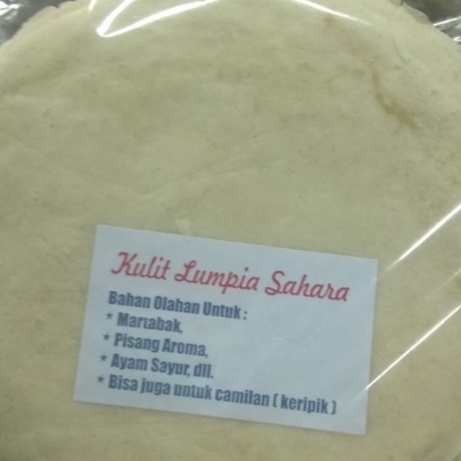 Kulit Lumpia Sahara
Bahan Olahan Untuk :
* Martabak,
* Pisang Aroma,
* Ayam Sayur, dll.
* Bisa juga untuk camilan ( keripik )